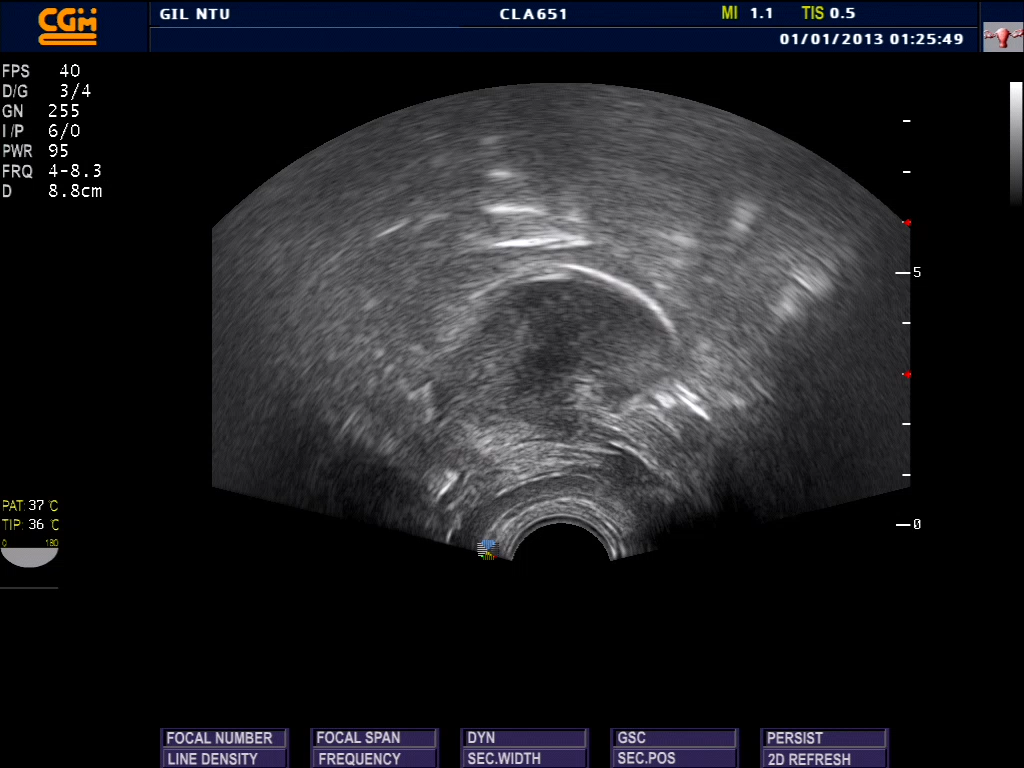 CGM
GIL NTU CLA651 MI 1.1 TIS 0.5
01/01/2013 01:25:49
FPS 40
D/G 3/4
GN 255
I/P 6/0
PWR 95
FRQ 4-8.3
D 8.8cm
5
PAT: 37 °C
TIP: 36 °C
0 180
0
FOCAL NUMBER FOCAL SPAN DYN GSC PERSIST
LINE DENSITY FREQUENCY SEC.WIDTH SEC.POS 2D REFRESH